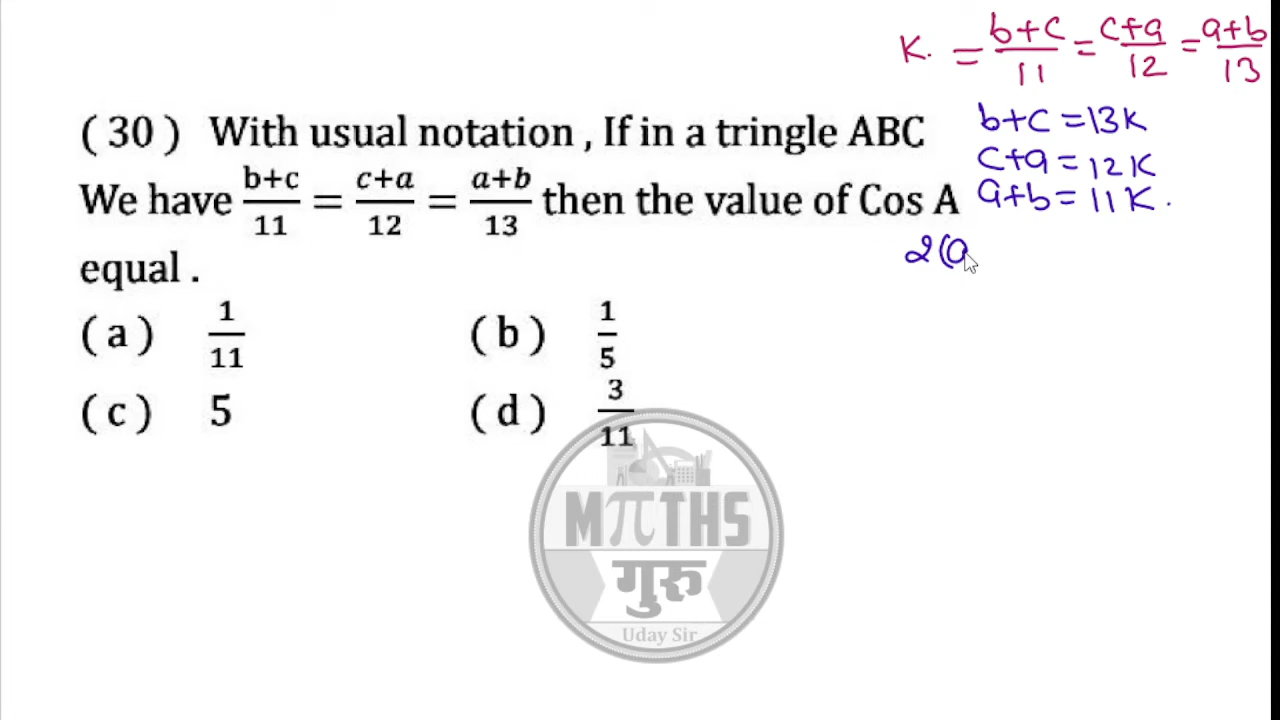 K. = b+c/11 = c+a/12 = a+b/13
( 30 ) With usual notation , If in a tringle ABC
b+c = 13K
c+a = 12K
We have b+c/11 = c+a/12 = a+b/13 then the value of Cos A
a+b = 11K.
equal .
2(a
( a ) 1/11 ( b ) 1/5
( c ) 5 ( d ) 3/11
MπTHS
गुरु
Uday Sir